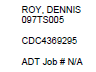 ROY, DENNIS
097TS005
CDC4369295
ADT Job # N/A